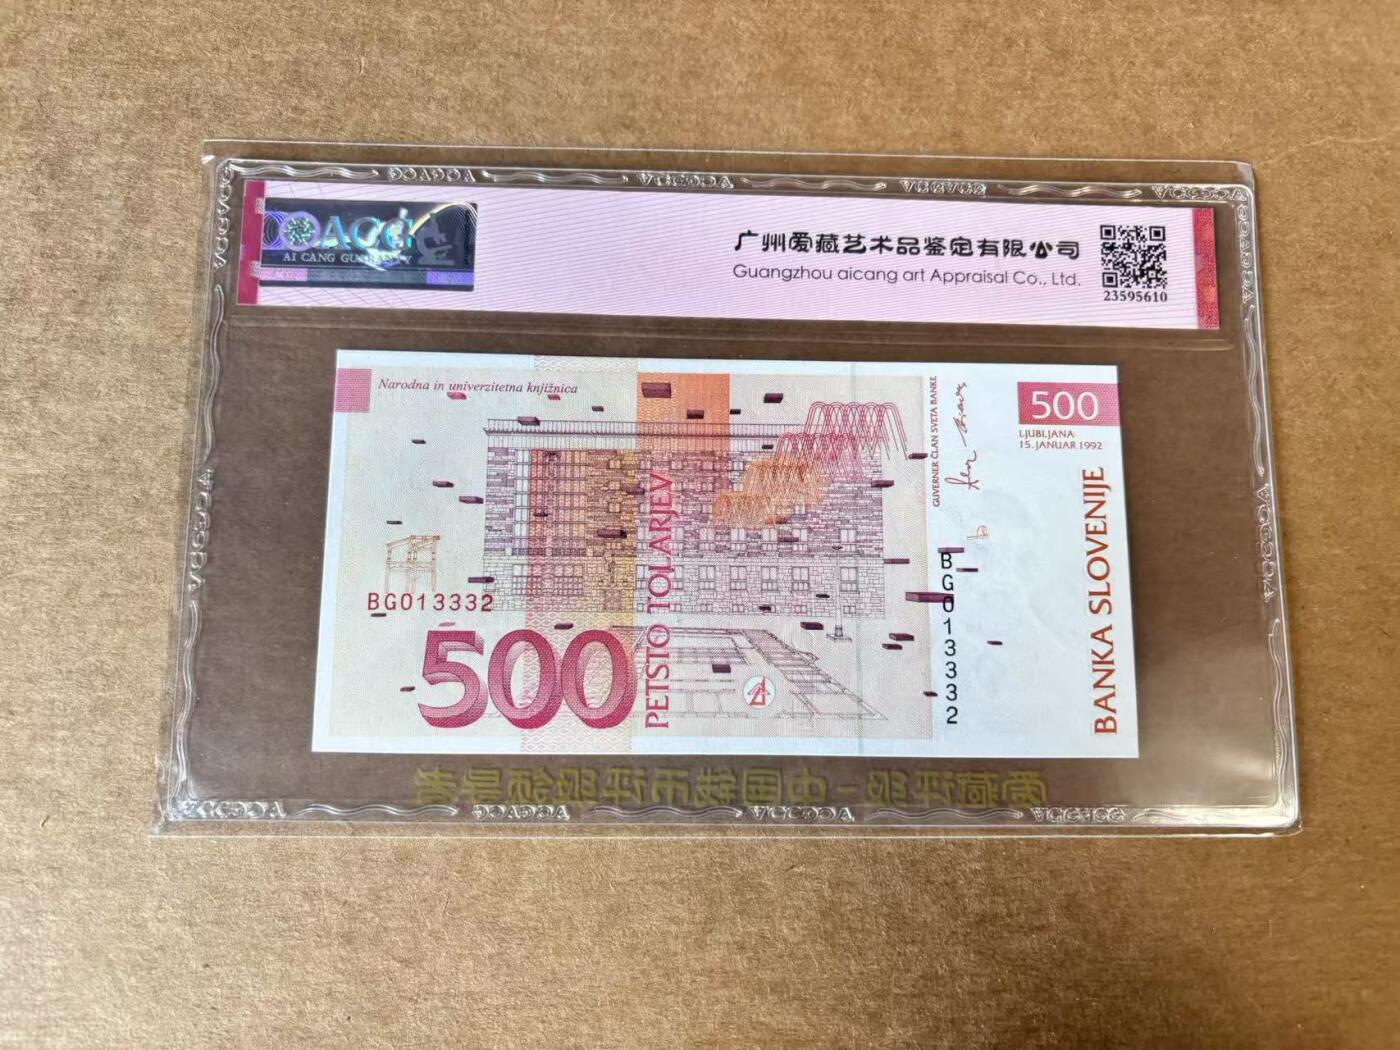 ACG
AI CANG GUARANTY
ACG
广州爱藏艺术品鉴定有限公司
Guangzhou aicang art Appraisal Co., Ltd.
23595610
Narodna in univerzitetna knjižnica
BG013332
500
PETSTO TOLARJEV
GUVERNER ČLAN SVETA BANKE
BG013332
500
LJUBLJANA
15. JANUAR 1992
BANKA SLOVENIJE